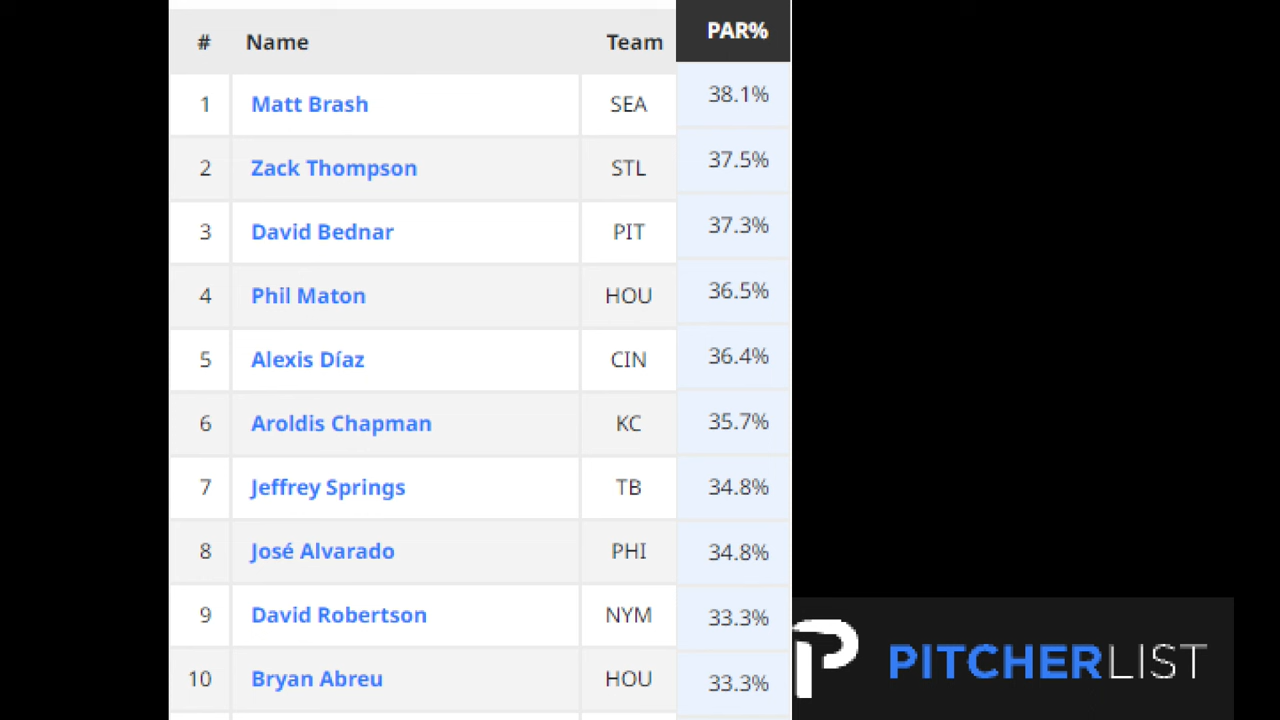 # Name Team PAR%
1 Matt Brash SEA 38.1%
2 Zack Thompson STL 37.5%
3 David Bednar PIT 37.3%
4 Phil Maton HOU 36.5%
5 Alexis Díaz CIN 36.4%
6 Aroldis Chapman KC 35.7%
7 Jeffrey Springs TB 34.8%
8 José Alvarado PHI 34.8%
9 David Robertson NYM 33.3%
10 Bryan Abreu HOU 33.3%
PITCHERLIST